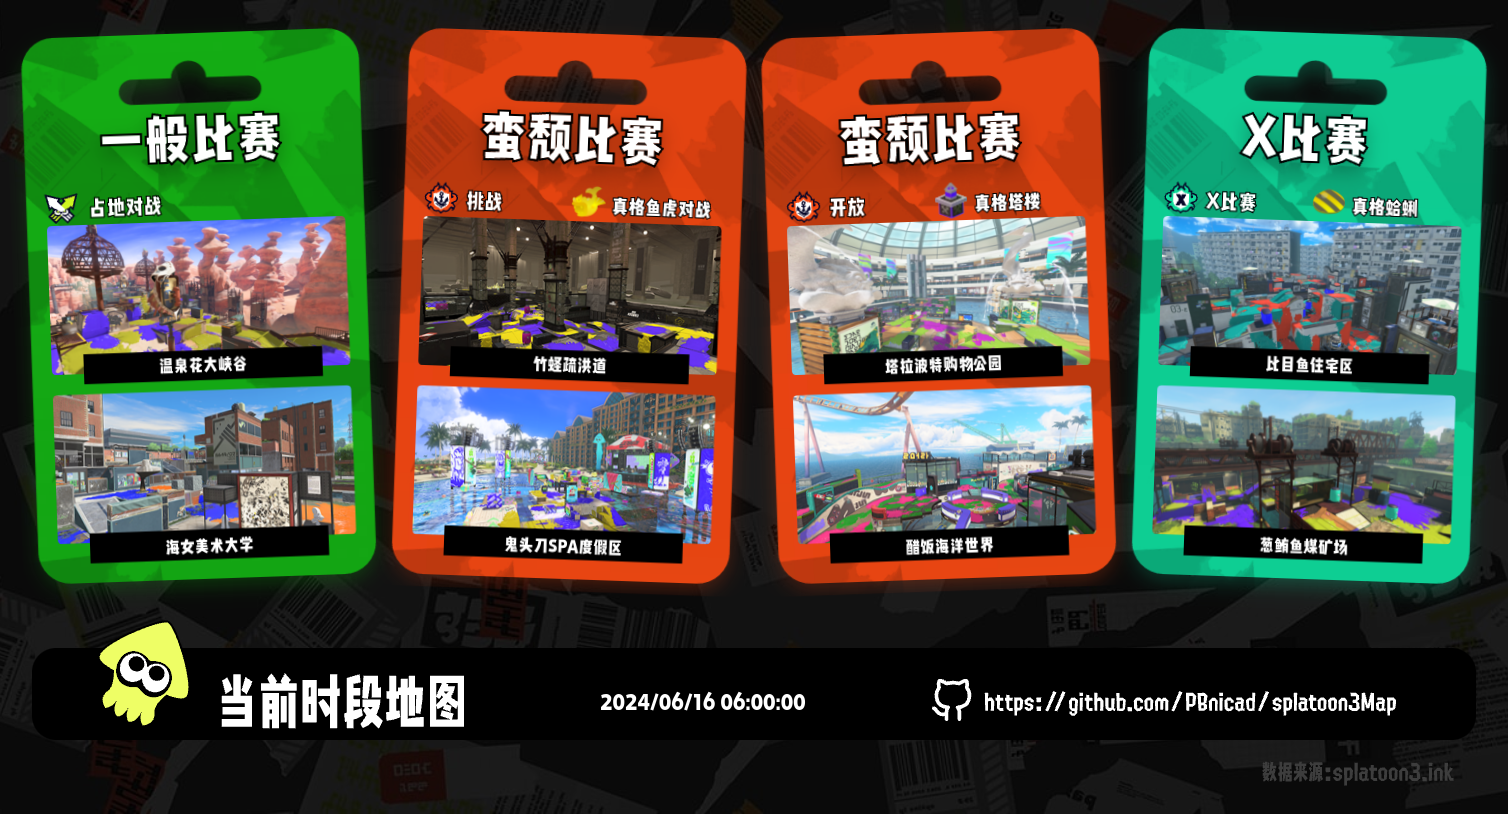 一般比赛
占地对战
温泉花大峡谷
海女美术大学
蛮颓比赛
挑战
真格鱼虎对战
竹蛏疏洪道
鬼头刀SPA度假区
蛮颓比赛
开放
真格塔楼
塔拉波特购物公园
醋饭海洋世界
X比赛
X比赛
真格蛤蜊
比目鱼住宅区
葱鲔鱼煤矿场
当前时段地图
2024/06/16 06:00:00
https://github.com/PBnicad/splatoon3Map
数据来源:splatoon3.ink